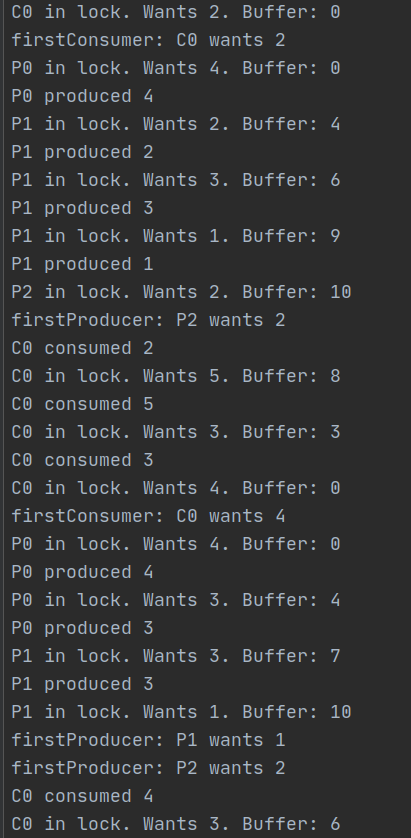 C0 in lock. Wants 2. Buffer: 0
firstConsumer: C0 wants 2
P0 in lock. Wants 4. Buffer: 0
P0 produced 4
P1 in lock. Wants 2. Buffer: 4
P1 produced 2
P1 in lock. Wants 3. Buffer: 6
P1 produced 3
P1 in lock. Wants 1. Buffer: 9
P1 produced 1
P2 in lock. Wants 2. Buffer: 10
firstProducer: P2 wants 2
C0 consumed 2
C0 in lock. Wants 5. Buffer: 8
C0 consumed 5
C0 in lock. Wants 3. Buffer: 3
C0 consumed 3
C0 in lock. Wants 4. Buffer: 0
firstConsumer: C0 wants 4
P0 in lock. Wants 4. Buffer: 0
P0 produced 4
P0 in lock. Wants 3. Buffer: 4
P0 produced 3
P1 in lock. Wants 3. Buffer: 7
P1 produced 3
P1 in lock. Wants 1. Buffer: 10
firstProducer: P1 wants 1
firstProducer: P2 wants 2
C0 consumed 4
C0 in lock. Wants 3. Buffer: 6